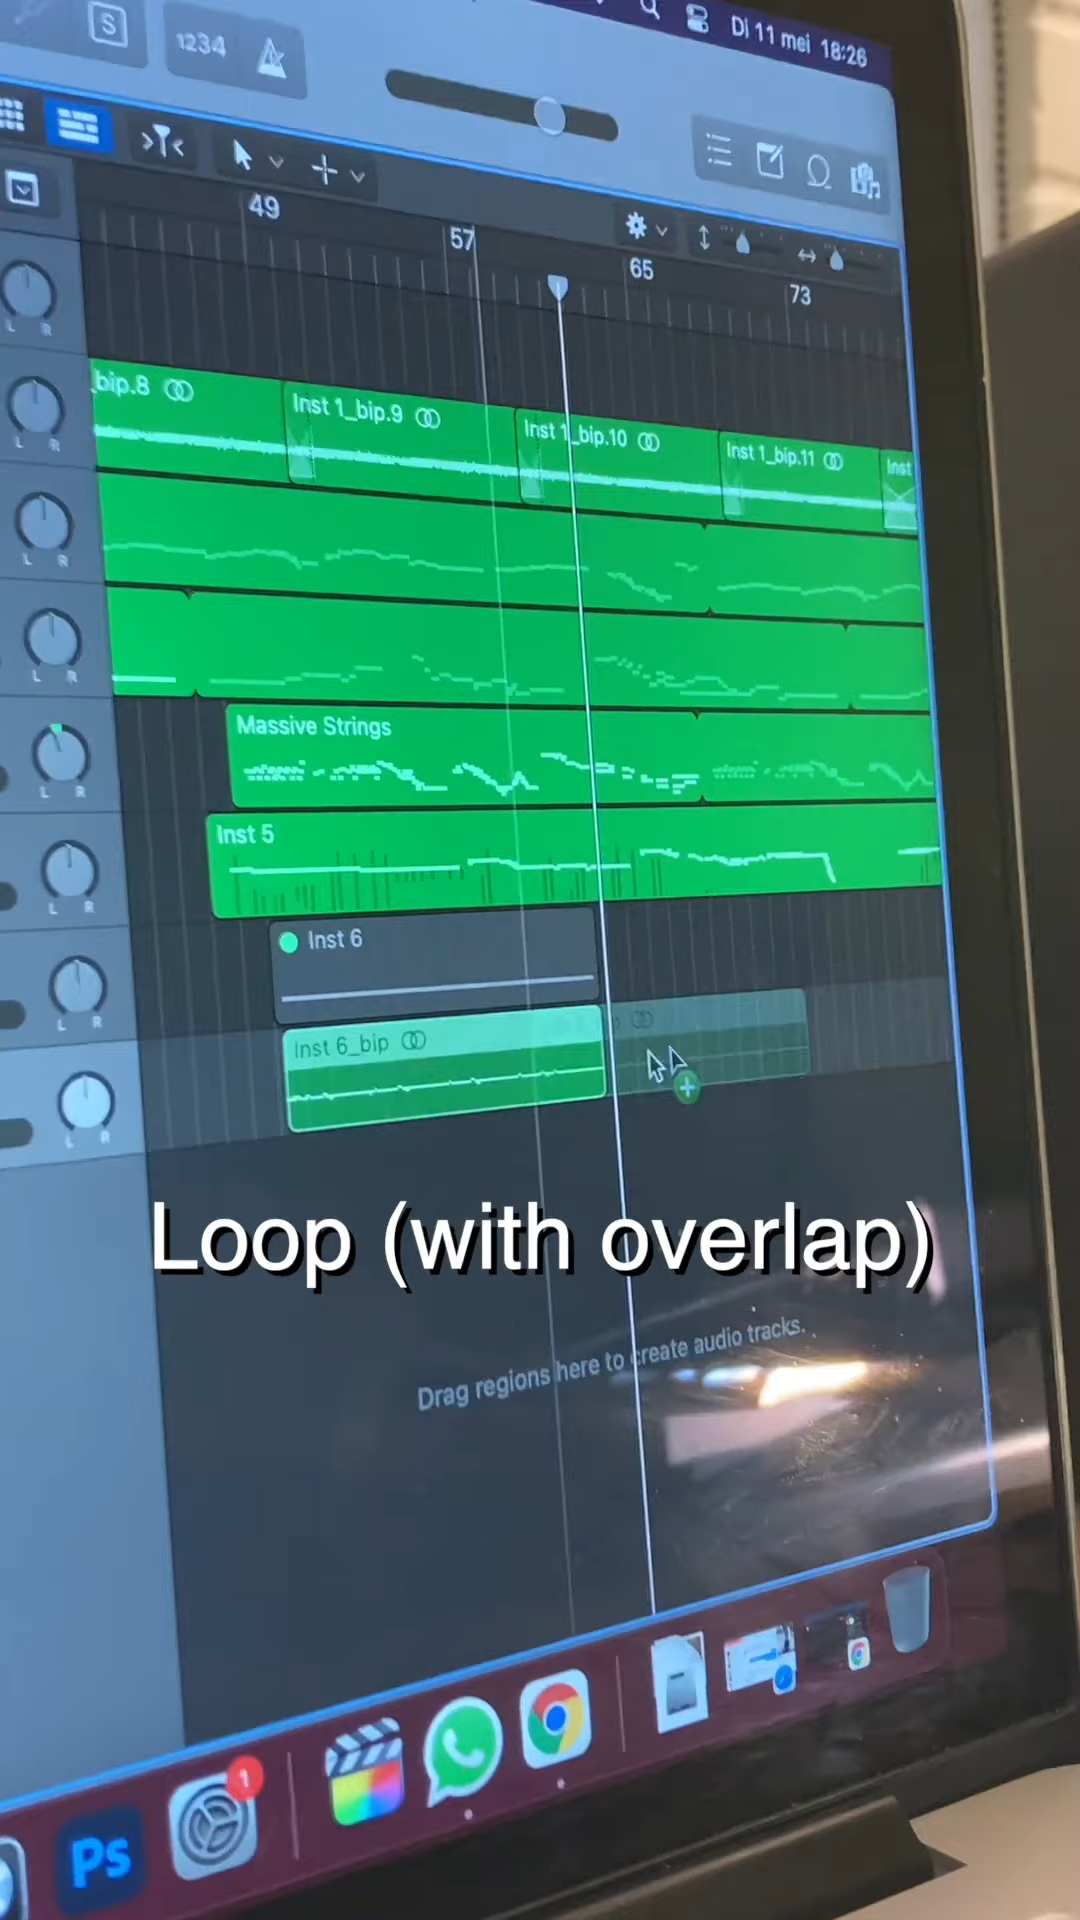 Di 11 mei 18:26
S
1234
49
57
65
73
L R
_bip.8
Inst 1_bip.9
Inst 1_bip.10
Inst 1_bip.11
Inst
L R
L R
L R
Massive Strings
L R
Inst 5
L R
Inst 6
L R
Inst 6_bip
L R
Loop (with overlap)
Drag regions here to create audio tracks.
1
Ps